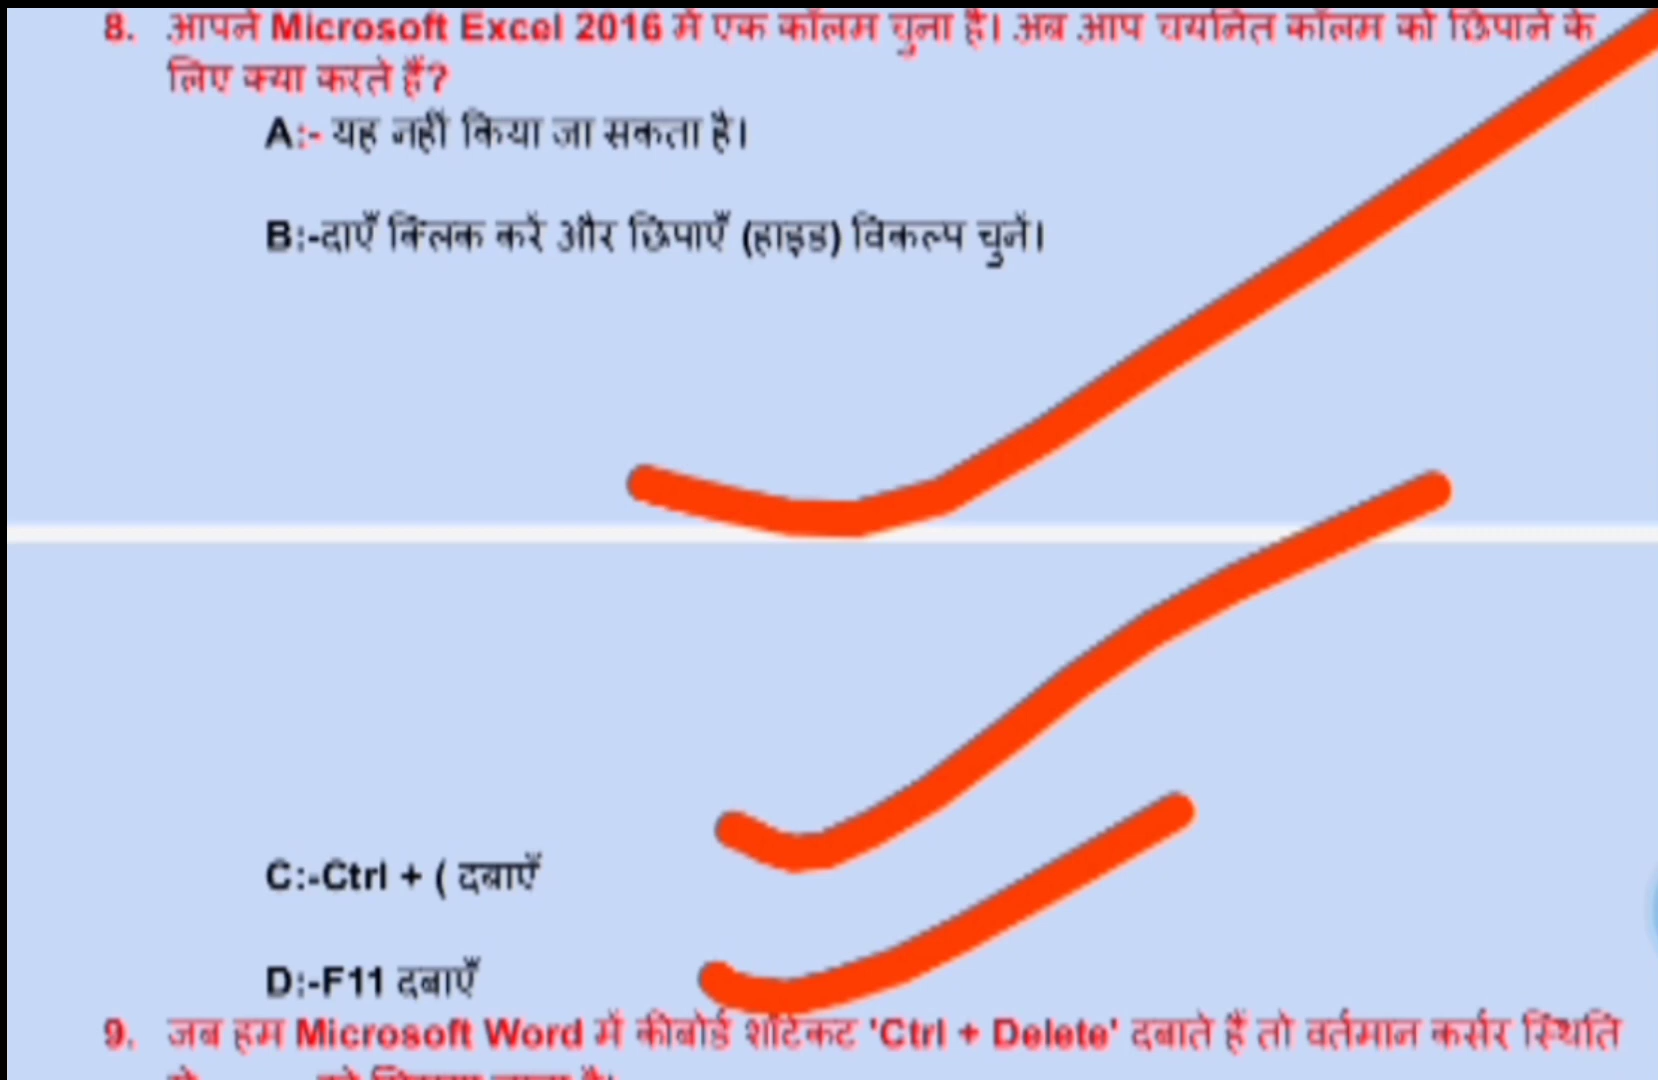 8. आपने Microsoft Excel 2016 में एक कॉलम चुना है। अब आप चयनित कॉलम को छिपाने के
लिए क्या करते हैं?
A:- यह नहीं किया जा सकता है।
B:-दाएँ क्लिक करें और छिपाएँ (हाइड) विकल्प चुनें।
C:-Ctrl + ( दबाएँ
D:-F11 दबाएँ
9. जब हम Microsoft Word में कीबोर्ड शॉर्टकट 'Ctrl + Delete' दबाते हैं तो वर्तमान कर्सर स्थिति